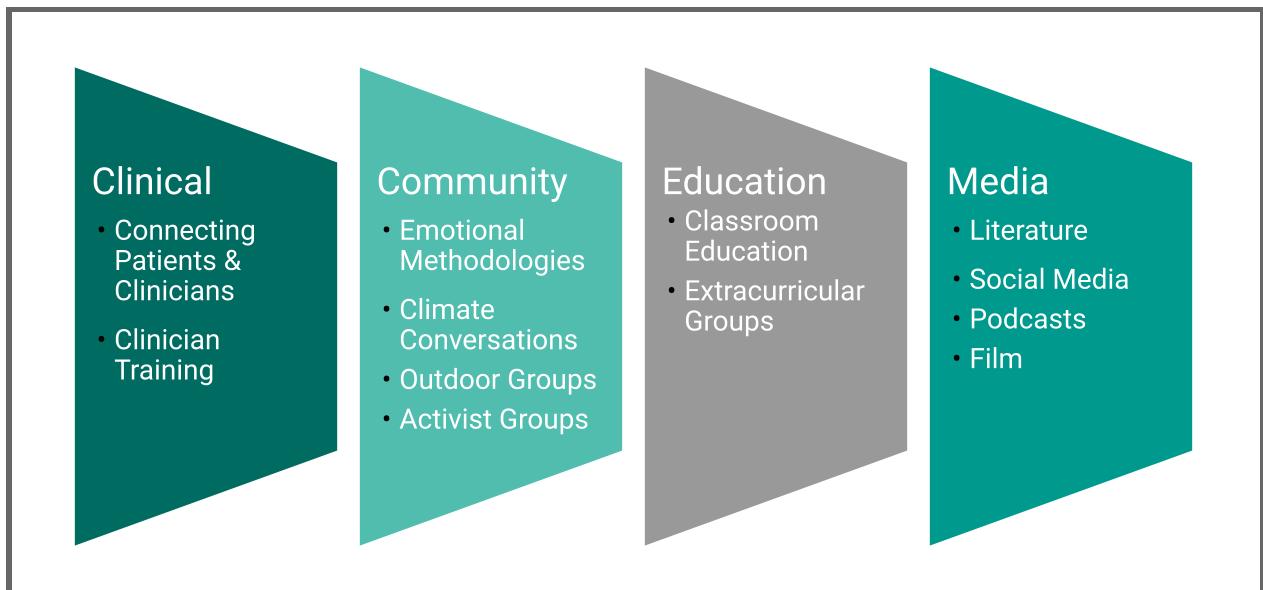 Clinical
• Connecting
Patients &
Clinicians
• Clinician
Training
Community
• Emotional
Methodologies
• Climate
Conversations
• Outdoor Groups
• Activist Groups
Education
• Classroom
Education
• Extracurricular
Groups
Media
• Literature
• Social Media
• Podcasts
• Film